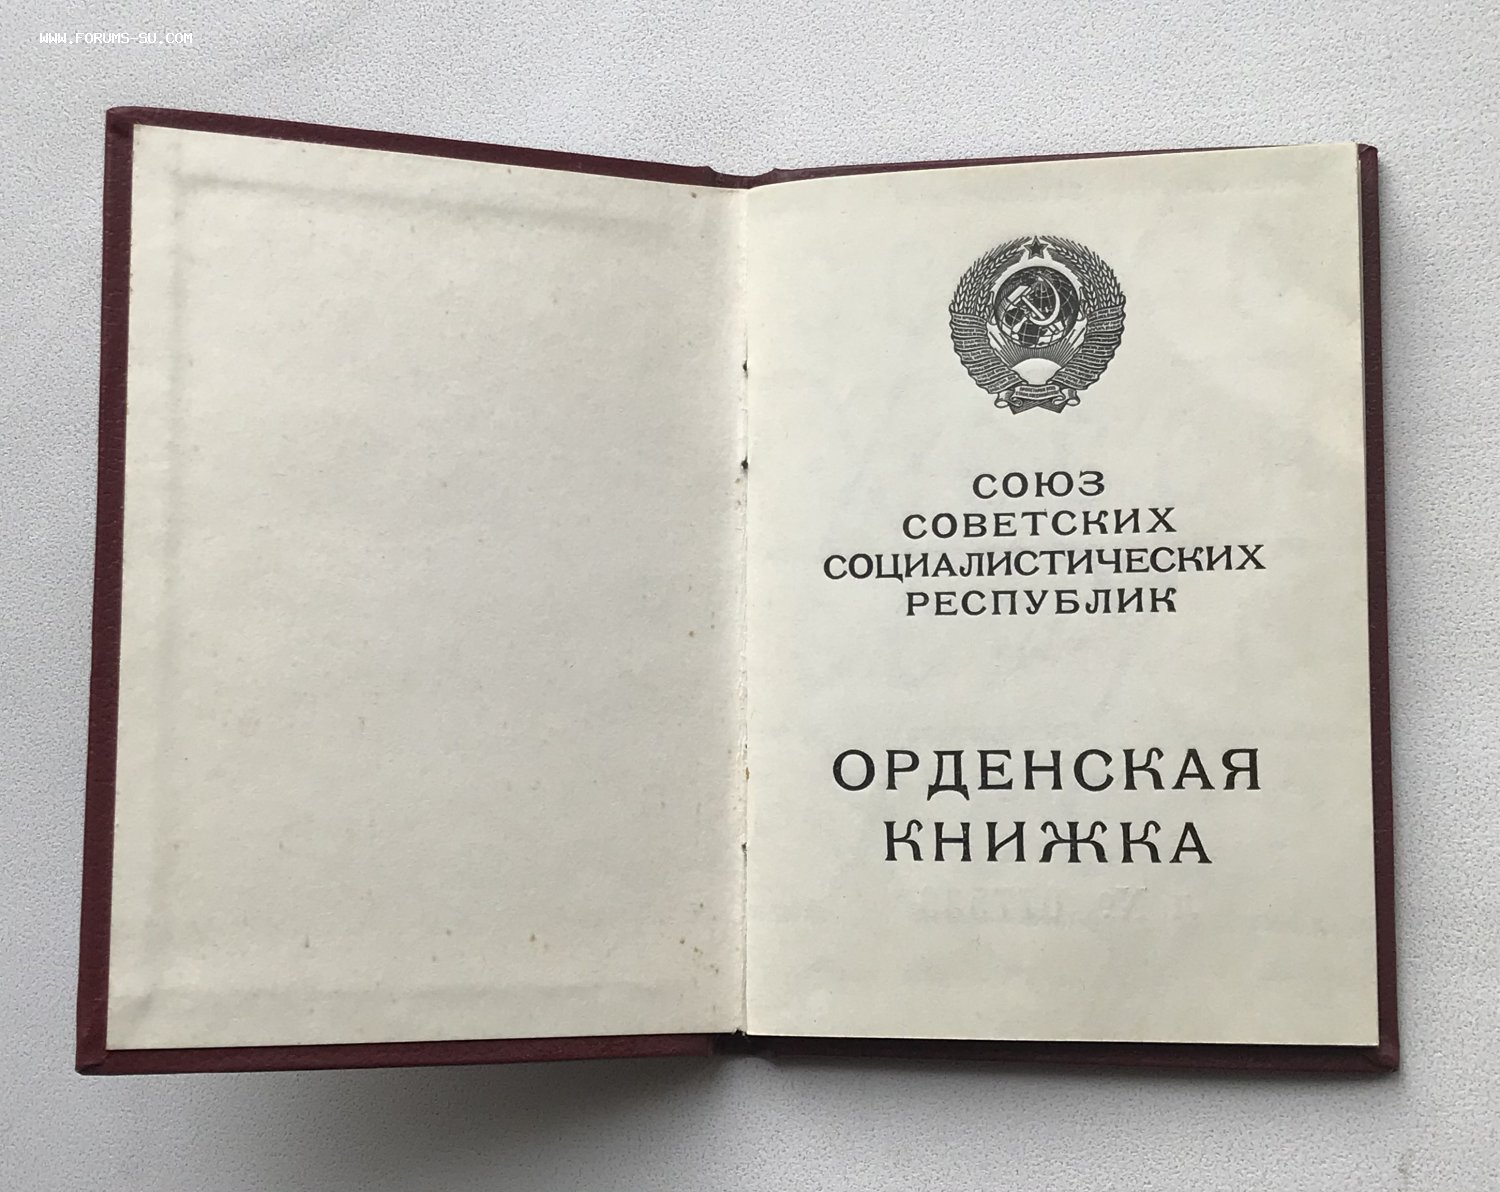 WWW.FORUMS-SU.COM
СОЮЗ
СОВЕТСКИХ
СОЦИАЛИСТИЧЕСКИХ
РЕСПУБЛИК
ОРДЕНСКАЯ
КНИЖКА